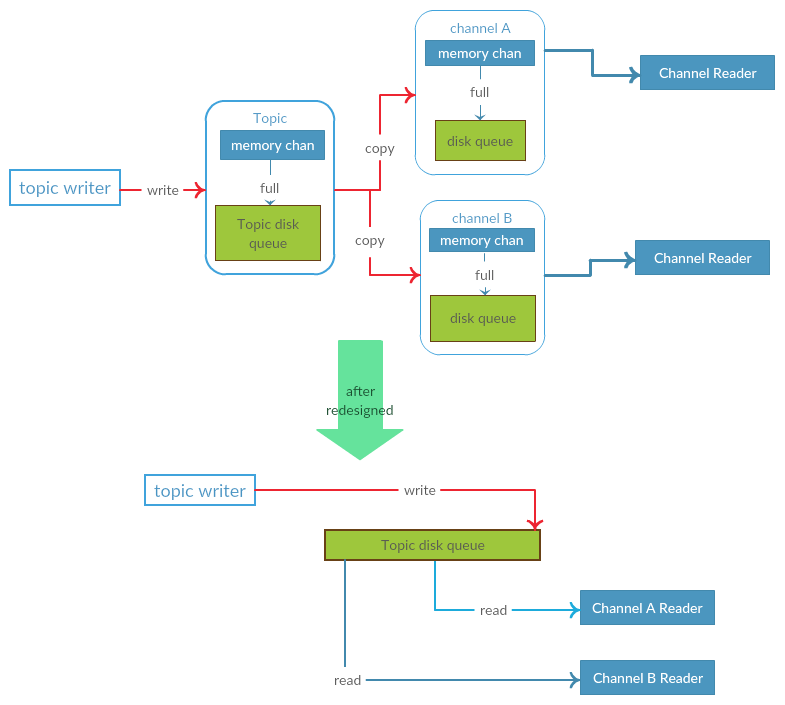 channel A
memory chan
full
disk queue
Channel Reader
Topic
memory chan
full
Topic disk
queue
topic writer
write
copy
copy
channel B
memory chan
full
disk queue
Channel Reader
after
redesigned
topic writer
write
Topic disk queue
read
Channel A Reader
read
Channel B Reader